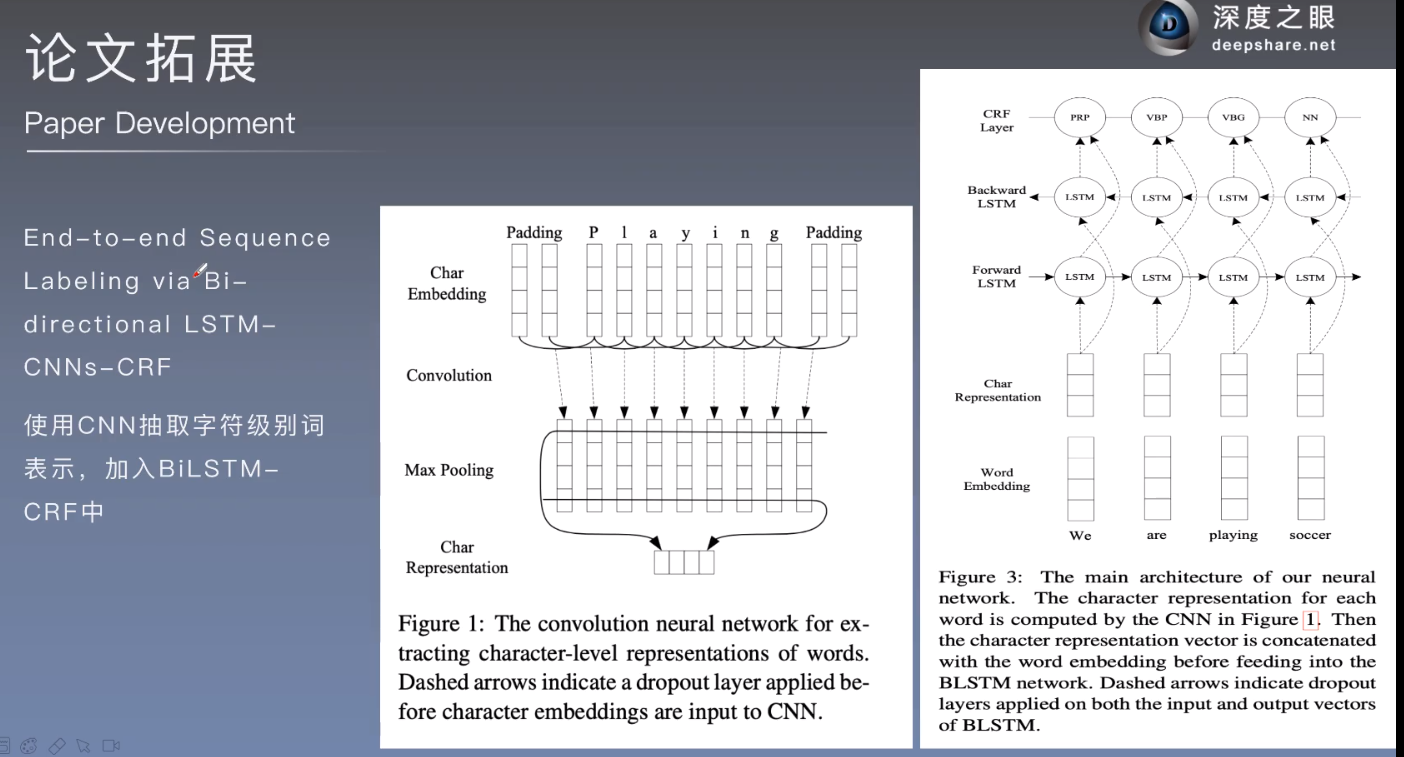 论文拓展
Paper Development
深度之眼
deepshare.net
End-to-end Sequence
Labeling via Bi-
directional LSTM-
CNNs-CRF
使用CNN抽取字符级别词
表示，加入BiLSTM-
CRF中
Padding P l a y i n g Padding
Char
Embedding
Convolution
Max Pooling
Char
Representation
Figure 1: The convolution neural network for ex-
tracting character-level representations of words.
Dashed arrows indicate a dropout layer applied be-
fore character embeddings are input to CNN.
CRF
Layer
PRP VBP VBG NN
Backward
LSTM
LSTM LSTM LSTM LSTM
Forward
LSTM
LSTM LSTM LSTM LSTM
Char
Representation
Word
Embedding
We are playing soccer
Figure 3: The main architecture of our neural
network. The character representation for each
word is computed by the CNN in Figure 1. Then
the character representation vector is concatenated
with the word embedding before feeding into the
BLSTM network. Dashed arrows indicate dropout
layers applied on both the input and output vectors
of BLSTM.